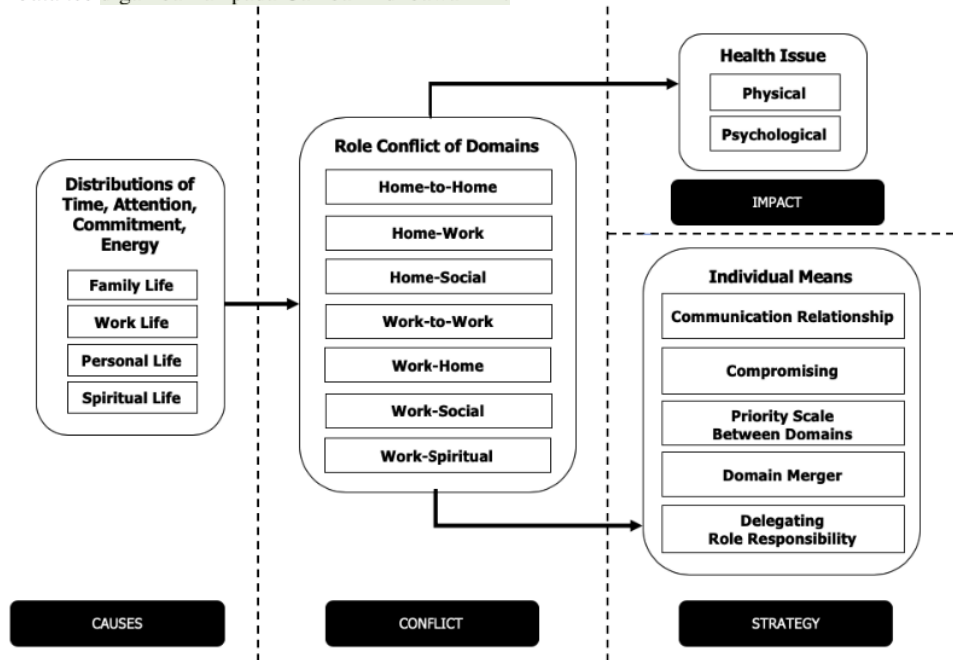 Distributions of
Time, Attention,
Commitment,
Energy
Family Life
Work Life
Personal Life
Spiritual Life
CAUSES
Role Conflict of Domains
Home-to-Home
Home-Work
Home-Social
Work-to-Work
Work-Home
Work-Social
Work-Spiritual
CONFLICT
Health Issue
Physical
Psychological
IMPACT
Individual Means
Communication Relationship
Compromising
Priority Scale
Between Domains
Domain Merger
Delegating
Role Responsibility
STRATEGY